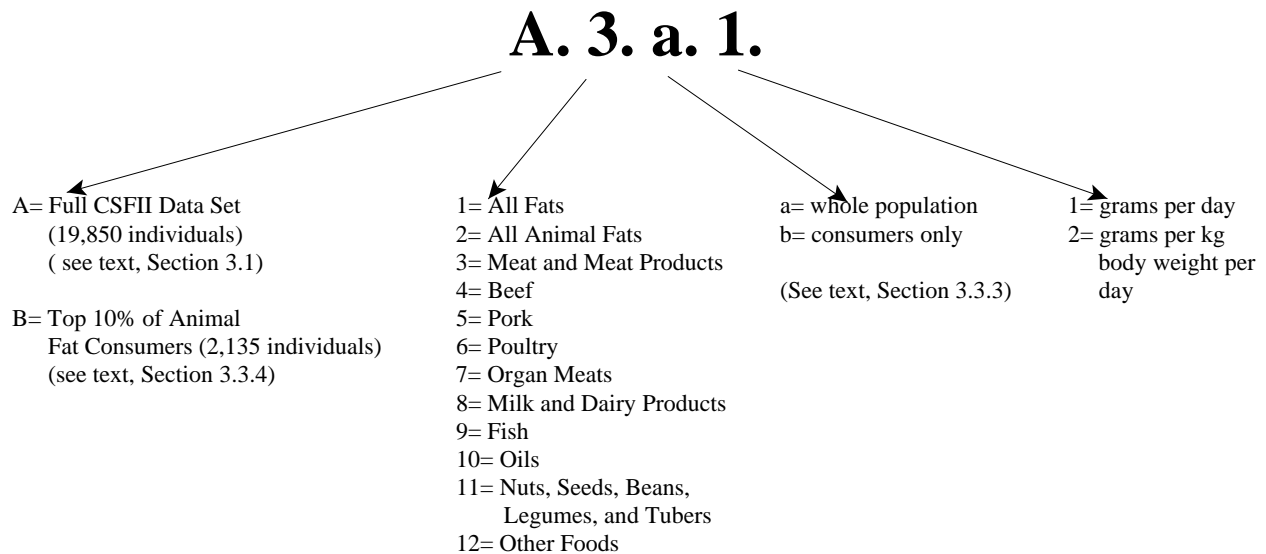 A. 3. a. 1.
A= Full CSFII Data Set
(19,850 individuals)
( see text, Section 3.1)
B= Top 10% of Animal
Fat Consumers (2,135 individuals)
(see text, Section 3.3.4)
1= All Fats
2= All Animal Fats
3= Meat and Meat Products
4= Beef
5= Pork
6= Poultry
7= Organ Meats
8= Milk and Dairy Products
9= Fish
10= Oils
11= Nuts, Seeds, Beans,
Legumes, and Tubers
12= Other Foods
a= whole population
b= consumers only
(See text, Section 3.3.3)
1= grams per day
2= grams per kg
body weight per
day